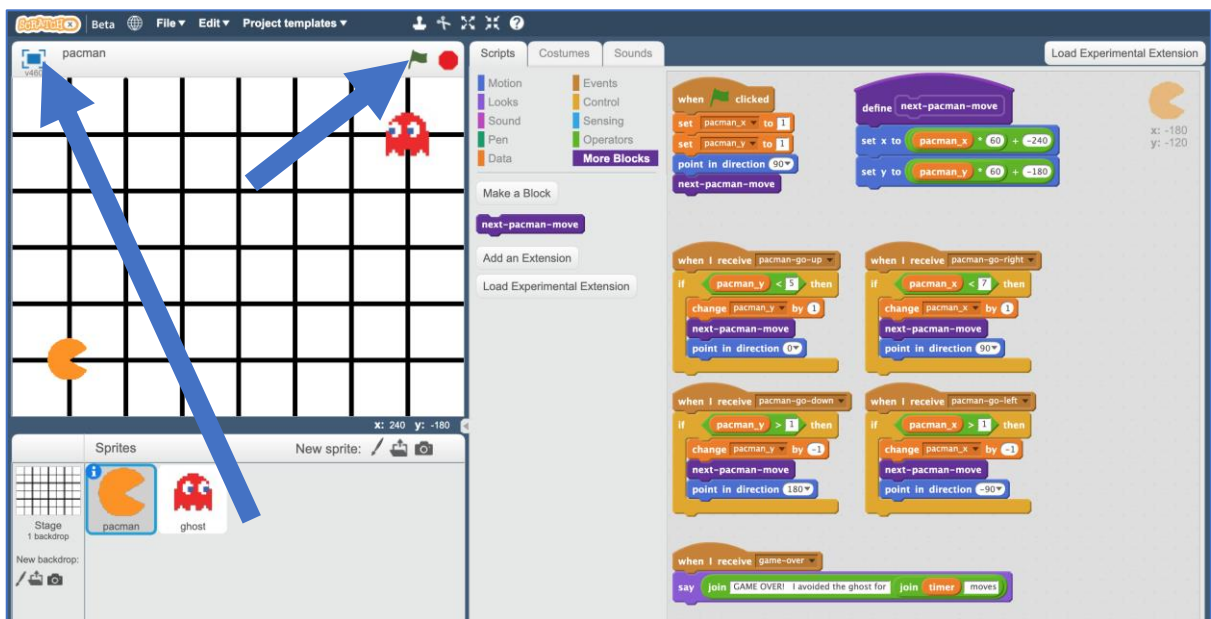 SCRATCHX Beta File▼ Edit▼ Project templates▼
pacman
v460
x: 240 y: -180
Sprites New sprite:
Stage
1 backdrop
New backdrop:
pacman
ghost
Scripts Costumes Sounds
Load Experimental Extension
Motion Events
Looks Control
Sound Sensing
Pen Operators
Data More Blocks
Make a Block
next-pacman-move
Add an Extension
Load Experimental Extension
when clicked
set pacman_x to 1
set pacman_y to 1
point in direction 90▼
next-pacman-move
define next-pacman-move
set x to pacman_x * 60 + -240
set y to pacman_y * 60 + -180
x: -180
y: -120
when I receive pacman-go-up
if pacman_y < 5 then
change pacman_y by 1
next-pacman-move
point in direction 0▼
when I receive pacman-go-right
if pacman_x < 7 then
change pacman_x by 1
next-pacman-move
point in direction 90▼
when I receive pacman-go-down
if pacman_y > 1 then
change pacman_y by -1
next-pacman-move
point in direction 180▼
when I receive pacman-go-left
if pacman_x > 1 then
change pacman_x by -1
next-pacman-move
point in direction -90▼
when I receive game-over
say join GAME OVER! I avoided the ghost for join timer moves